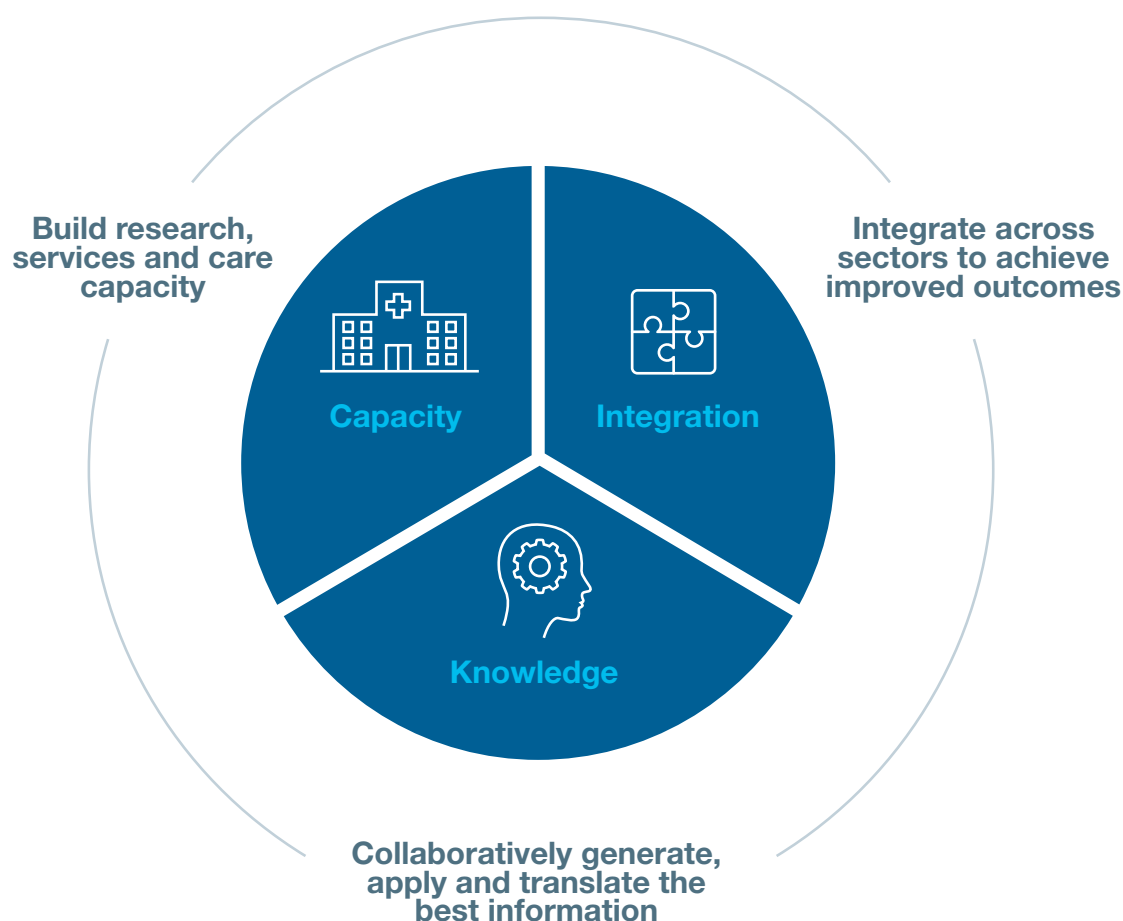 Build research,
services and care
capacity
Integrate across
sectors to achieve
improved outcomes
Capacity
Integration
Knowledge
Collaboratively generate,
apply and translate the
best information